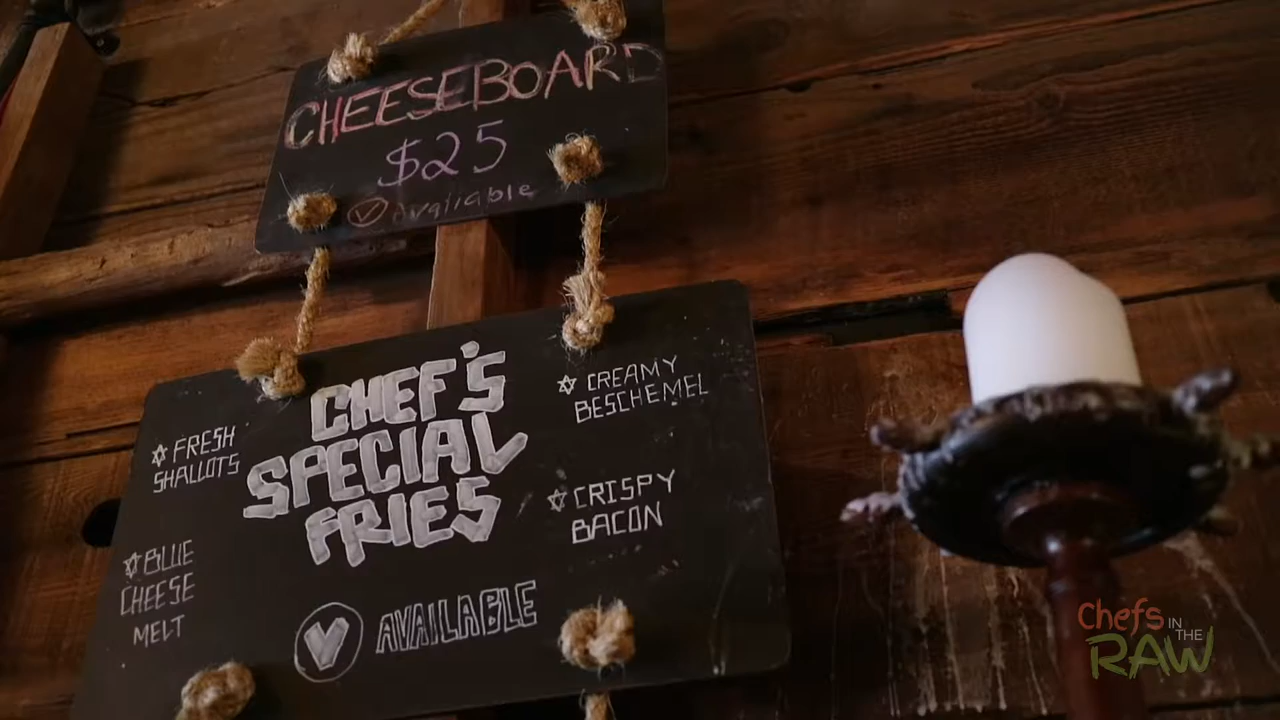 CHEESEBOARD
$25
Avaliable
CHEF'S
SPECIAL
FRIES
FRESH
SHALLOTS
BLUE
CHEESE
MELT
CREAMY
BESCHEMEL
CRISPY
BACON
V AVAILABLE
Chefs IN
THE
RAW